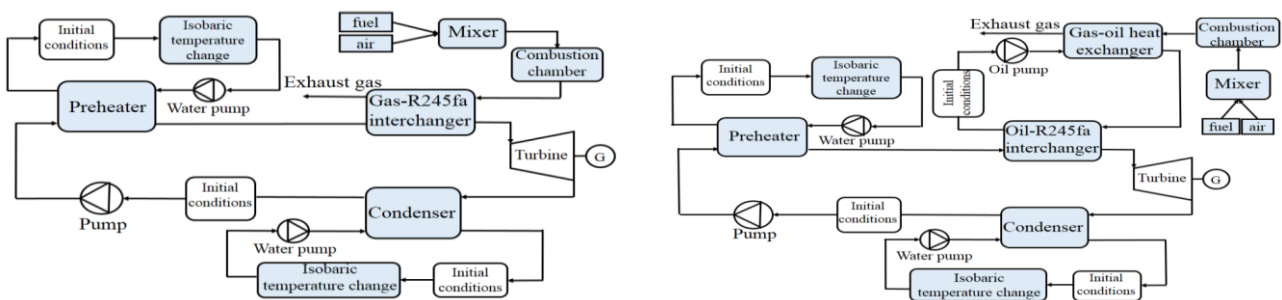 Initial
conditions
Isobaric
temperature
change
fuel
air
Mixer
Combustion
chamber
Exhaust gas
Water pump
Preheater
Gas-R245fa
interchanger
Turbine
G
Pump
Initial
conditions
Condenser
Water pump
Isobaric
temperature change
Initial
conditions
Exhaust gas
Gas-oil heat
exchanger
Combustion
chamber
Oil pump
Initial
conditions
Isobaric
temperature
change
Initial
conditions
Mixer
fuel
air
Preheater
Water pump
Oil-R245fa
interchanger
Turbine
G
Pump
Initial
conditions
Condenser
Water pump
Isobaric
temperature change
Initial
conditions